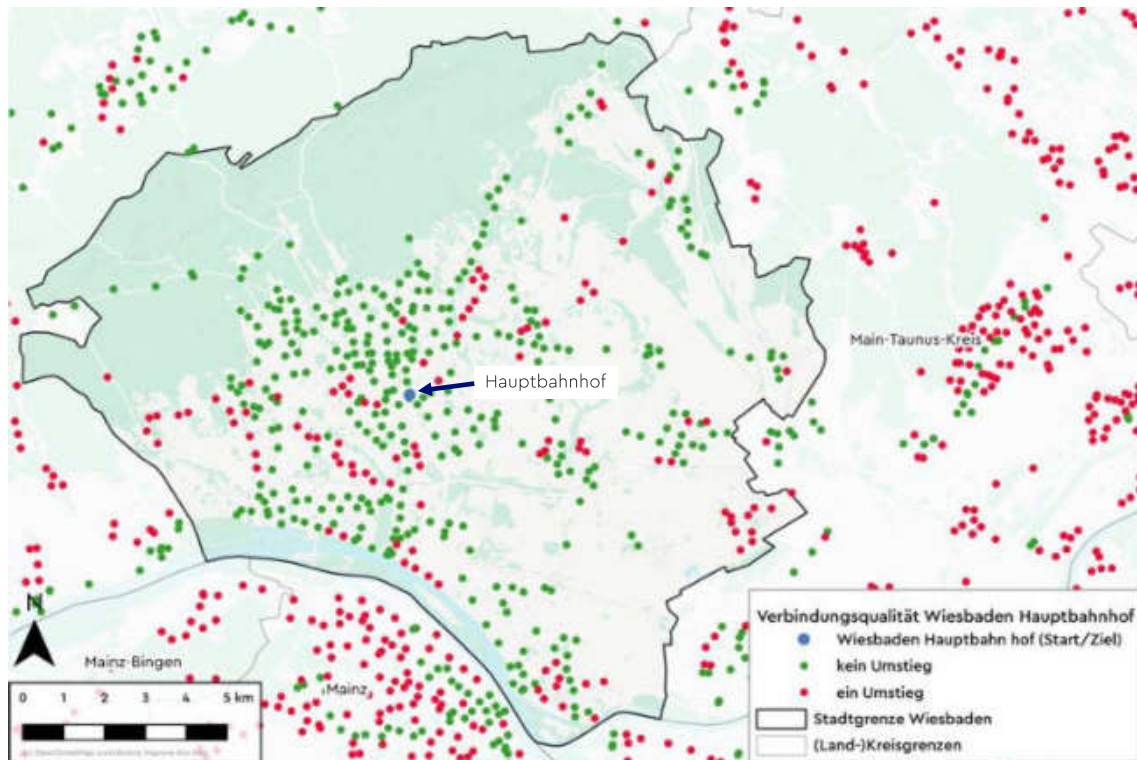 Main-Taunus-Kreis
Hauptbahnhof
N
Mainz-Bingen
Mainz
0 1 2 3 4 5 km
Verbindungsqualität Wiesbaden Hauptbahnhof
Wiesbaden Hauptbahn hof (Start/Ziel)
kein Umstieg
ein Umstieg
Stadtgrenze Wiesbaden
(Land-)Kreisgrenzen